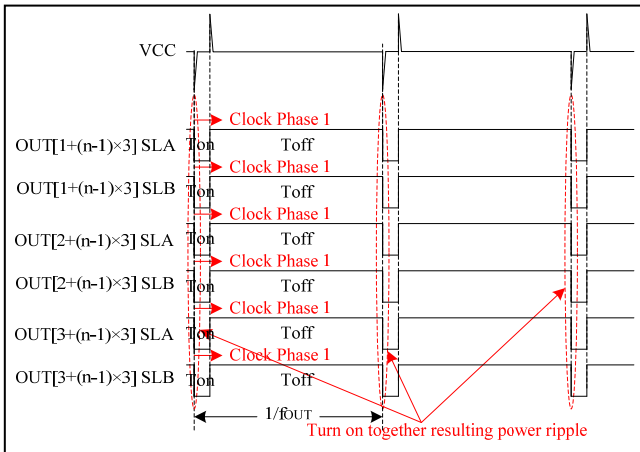 VCC
Clock Phase 1
OUT[1+(n-1)×3] SLA Ton Toff
Clock Phase 1
OUT[1+(n-1)×3] SLB Ton Toff
Clock Phase 1
OUT[2+(n-1)×3] SLA Ton Toff
Clock Phase 1
OUT[2+(n-1)×3] SLB Ton Toff
Clock Phase 1
OUT[3+(n-1)×3] SLA Ton Toff
Clock Phase 1
OUT[3+(n-1)×3] SLB Ton Toff
1/fOUT
Turn on together resulting power ripple